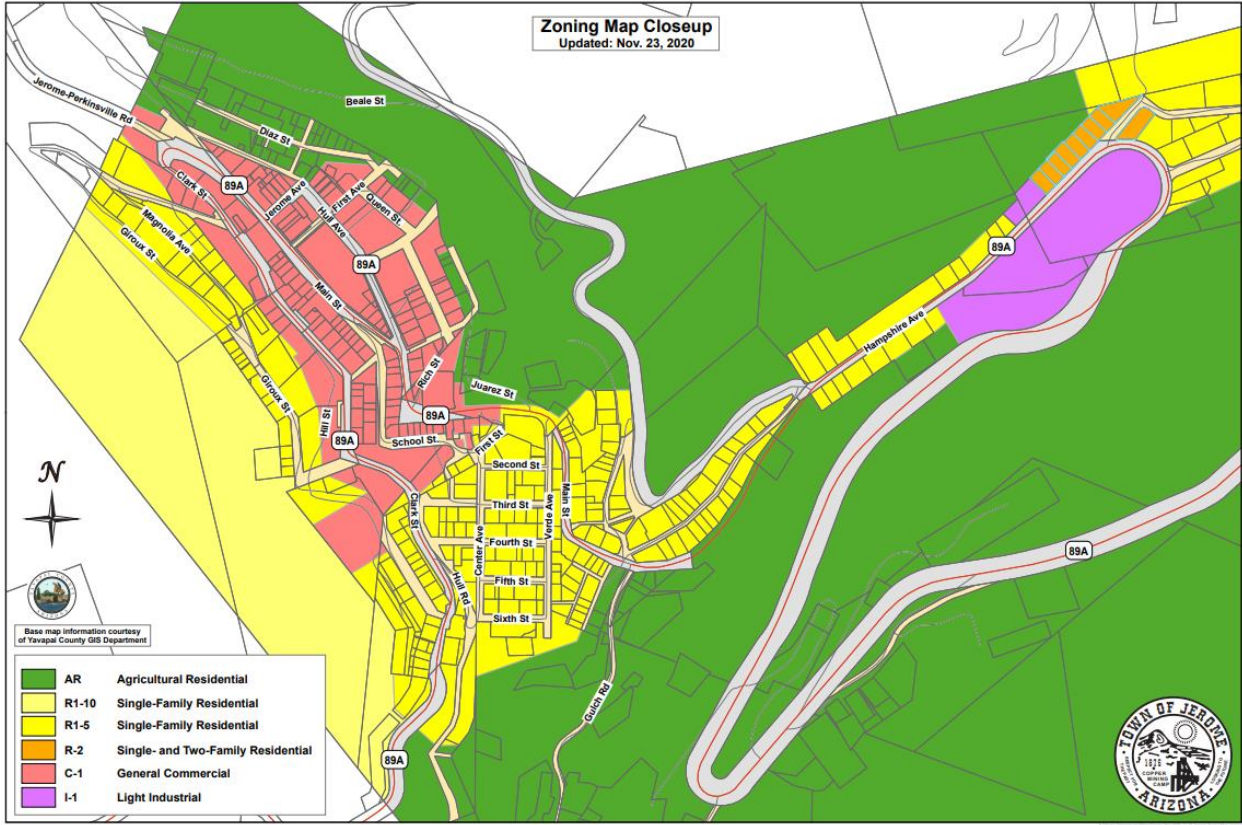 Zoning Map Closeup
Updated: Nov. 23, 2020
Jerome-Perkinsville Rd
Beale St
Diaz St
89A
Clark St
Jerome Ave
First Ave
Queen St.
Hull Ave
Magnolia Ave
Giroux St
89A
89A
Main St
Hampshire Ave
Giroux St
Rich St
Juarez St
Hill St
89A
89A
School St
First St
Second St
Clark St
Third St
Verde Ave
Main St
Center Ave
Fourth St
89A
Hull Rd
Fifth St
Sixth St
Gulch Rd
89A
N
Base map information courtesy
of Yavapai County GIS Department
AR Agricultural Residential
R1-10 Single-Family Residential
R1-5 Single-Family Residential
R-2 Single- and Two-Family Residential
C-1 General Commercial
I-1 Light Industrial
TOWN OF JEROME
1876
COPPER
MINING
CAMP
ARIZONA